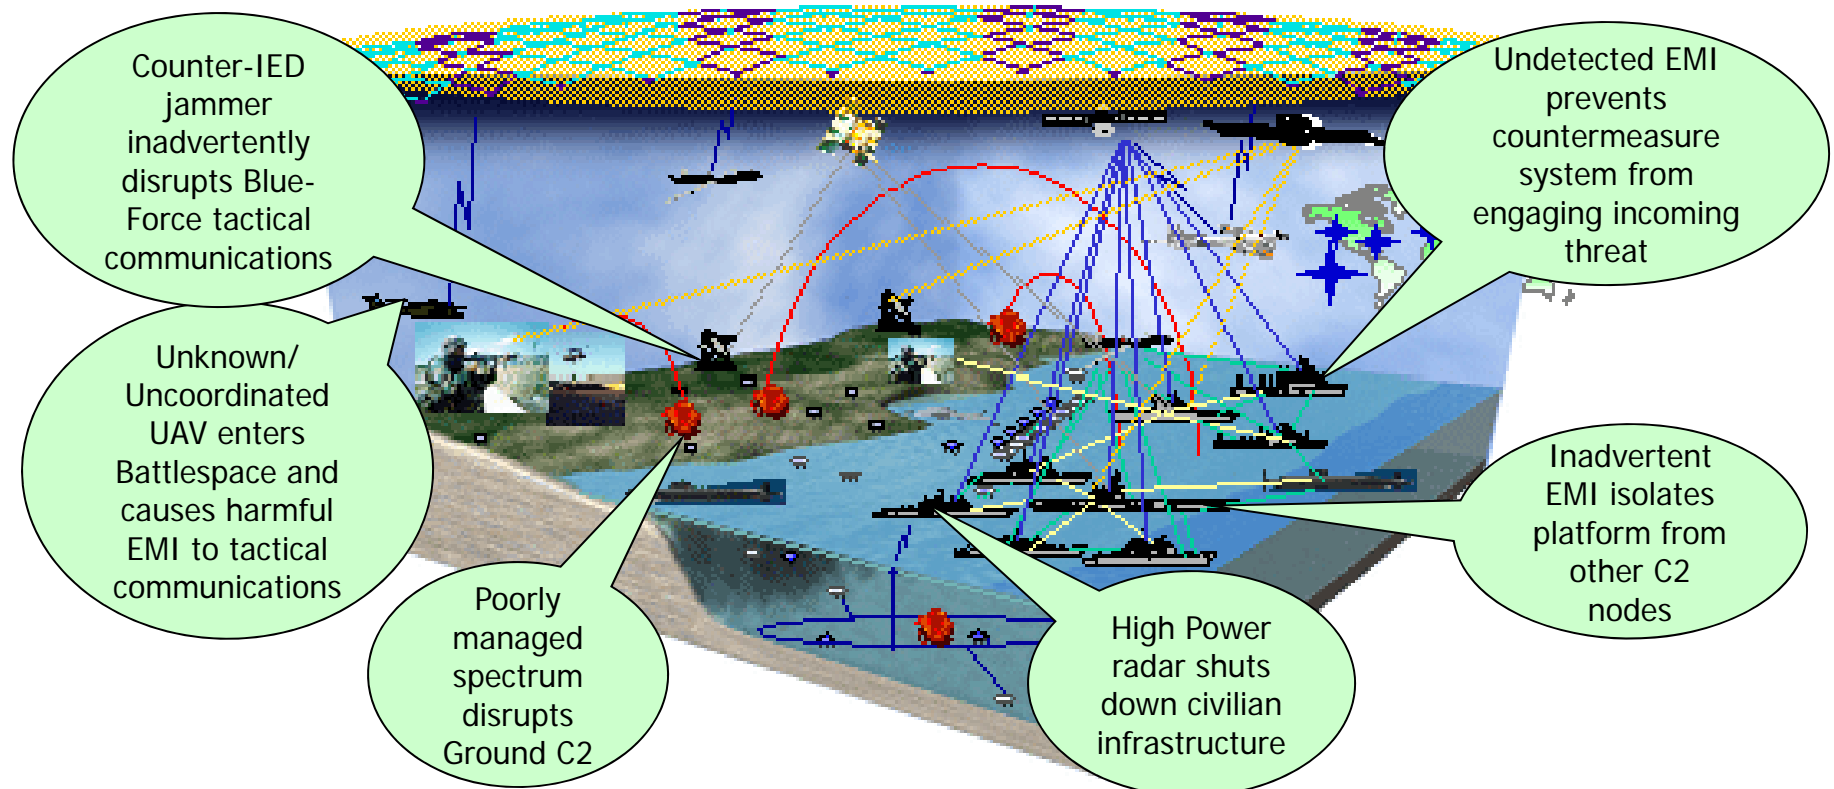 Counter-IED
jammer
inadvertently
disrupts Blue-
Force tactical
communications
Undetected EMI
prevents
countermeasure
system from
engaging incoming
threat
Unknown/
Uncoordinated
UAV enters
Battlespace and
causes harmful
EMI to tactical
communications
Inadvertent
EMI isolates
platform from
other C2
nodes
Poorly
managed
spectrum
disrupts
Ground C2
High Power
radar shuts
down civilian
infrastructure